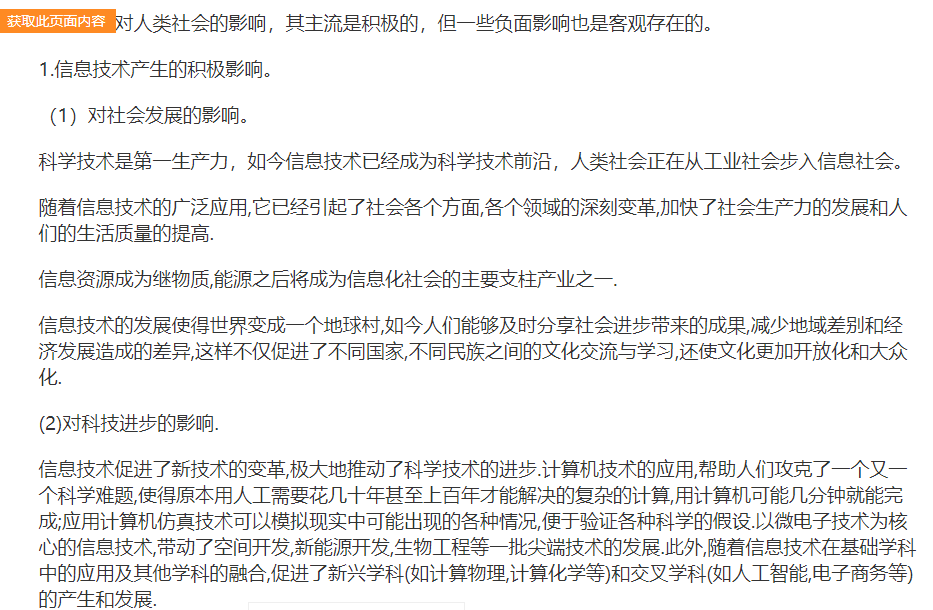 获取此页面内容 对人类社会的影响，其主流是积极的，但一些负面影响也是客观存在的。
1.信息技术产生的积极影响。
（1）对社会发展的影响。
科学技术是第一生产力，如今信息技术已经成为科学技术前沿，人类社会正在从工业社会步入信息社会。
随着信息技术的广泛应用,它已经引起了社会各个方面,各个领域的深刻变革,加快了社会生产力的发展和人
们的生活质量的提高.
信息资源成为继物质,能源之后将成为信息化社会的主要支柱产业之一.
信息技术的发展使得世界变成一个地球村,如今人们能够及时分享社会进步带来的成果,减少地域差别和经
济发展造成的差异,这样不仅促进了不同国家,不同民族之间的文化交流与学习,还使文化更加开放化和大众
化.
(2)对科技进步的影响.
信息技术促进了新技术的变革,极大地推动了科学技术的进步.计算机技术的应用,帮助人们攻克了一个又一
个科学难题,使得原本用人工需要花几十年甚至上百年才能解决的复杂的计算,用计算机可能几分钟就能完
成;应用计算机仿真技术可以模拟现实中可能出现的各种情况,便于验证各种科学的假设.以微电子技术为核
心的信息技术,带动了空间开发,新能源开发,生物工程等一批尖端技术的发展.此外,随着信息技术在基础学科
中的应用及其他学科的融合,促进了新兴学科(如计算物理,计算化学等)和交叉学科(如人工智能,电子商务等)
的产生和发展.